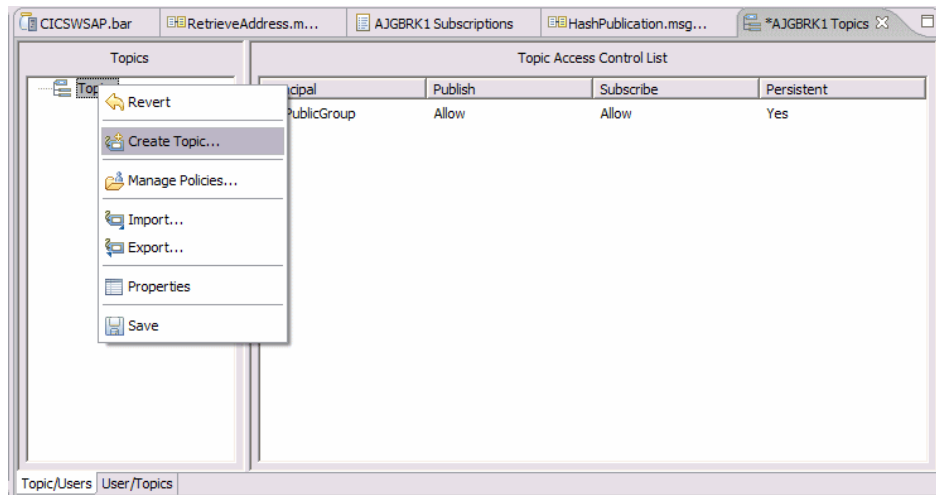 CICSWSAP.bar RetrieveAddress.m... AJGBRK1 Subscriptions HashPublication.msg... *AJGBRK1 Topics
Topics Topic Access Control List
cipal Publish Subscribe Persistent
PublicGroup Allow Allow Yes
Revert
Create Topic...
Manage Policies...
Import...
Export...
Properties
Save
Topic/Users User/Topics